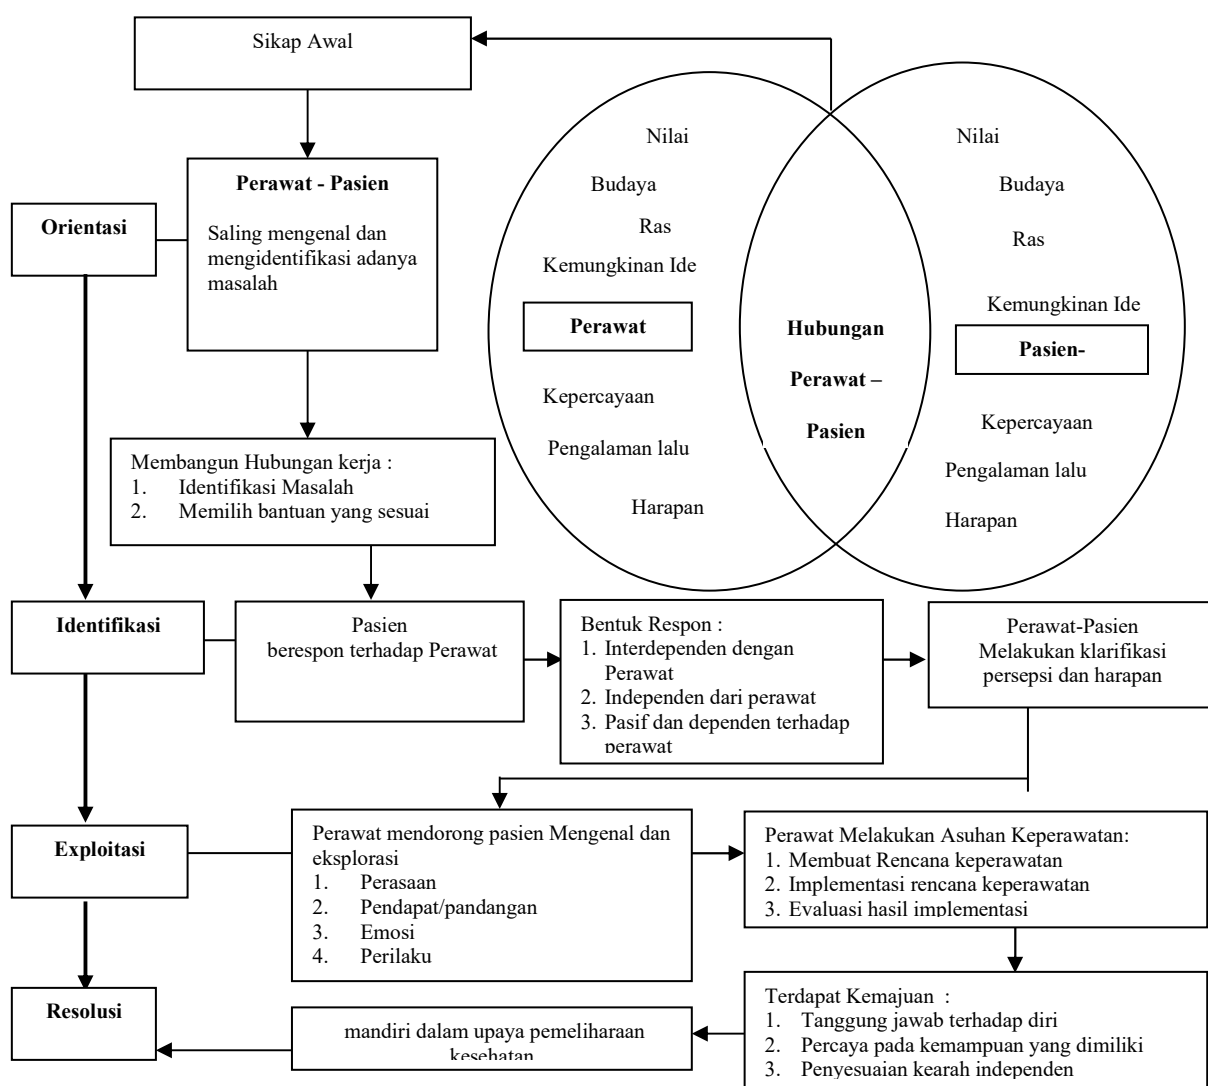 Sikap Awal
Nilai
Budaya
Ras
Kemungkinan Ide
Perawat
Kepercayaan
Pengalaman lalu
Harapan
Hubungan
Perawat –
Pasien
Nilai
Budaya
Ras
Kemungkinan Ide
Pasien-
Kepercayaan
Pengalaman lalu
Harapan
Orientasi
Perawat - Pasien
Saling mengenal dan
mengidentifikasi adanya
masalah
Membangun Hubungan kerja :
1. Identifikasi Masalah
2. Memilih bantuan yang sesuai
Identifikasi
Pasien
berespon terhadap Perawat
Bentuk Respon :
1. Interdependen dengan
Perawat
2. Independen dari perawat
3. Pasif dan dependen terhadap
perawat
Perawat-Pasien
Melakukan klarifikasi
persepsi dan harapan
Exploitasi
Perawat mendorong pasien Mengenal dan
eksplorasi
1. Perasaan
2. Pendapat/pandangan
3. Emosi
4. Perilaku
Perawat Melakukan Asuhan Keperawatan:
1. Membuat Rencana keperawatan
2. Implementasi rencana keperawatan
3. Evaluasi hasil implementasi
Resolusi
mandiri dalam upaya pemeliharaan
kesehatan
Terdapat Kemajuan :
1. Tanggung jawab terhadap diri
2. Percaya pada kemampuan yang dimiliki
3. Penyesuaian kearah independen